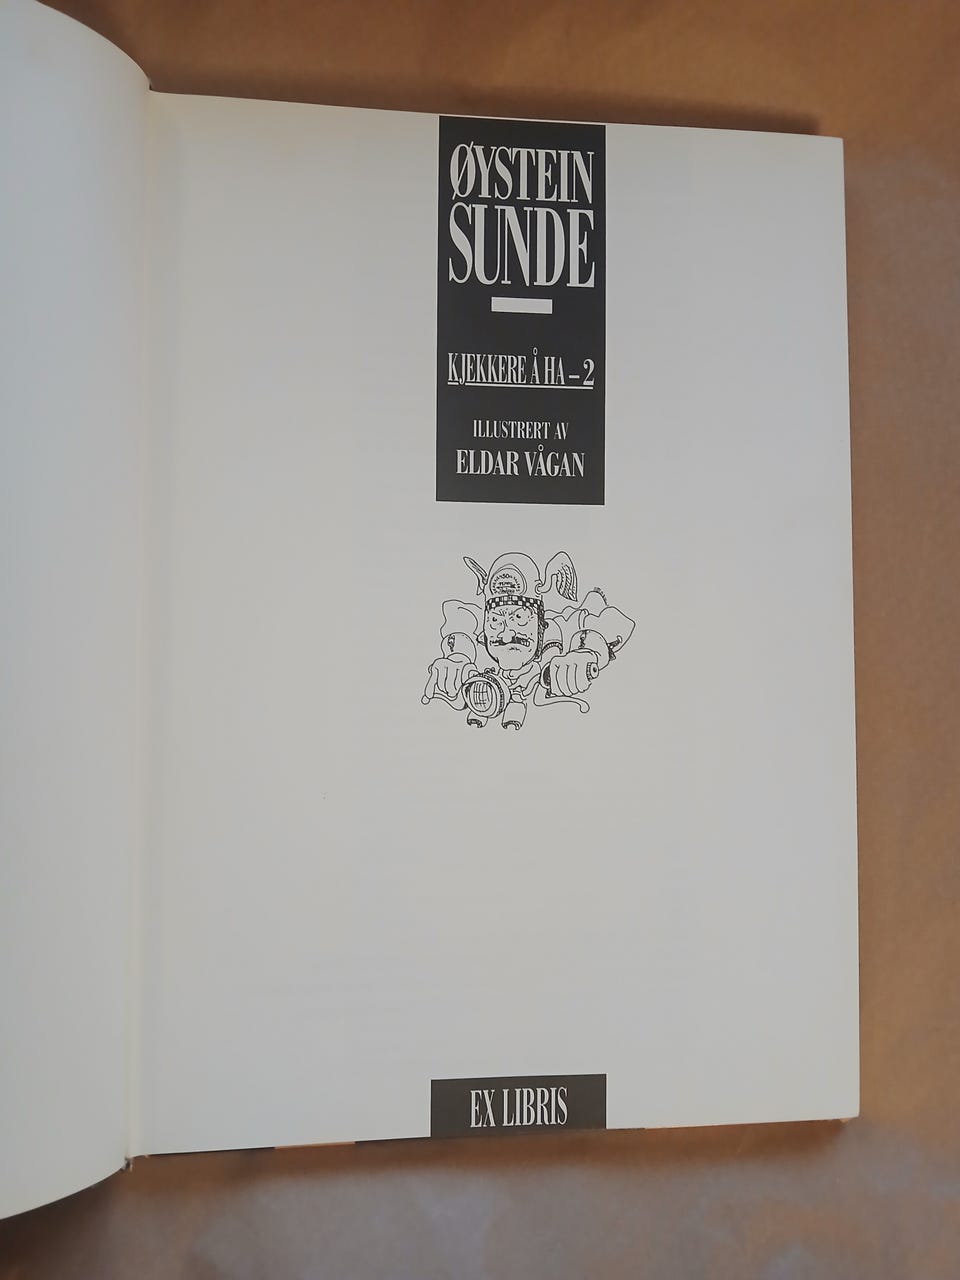 ØYSTEIN
SUNDE
KJEKKERE Å HA – 2
ILLUSTRERT AV
ELDAR VÅGAN
EX LIBRIS